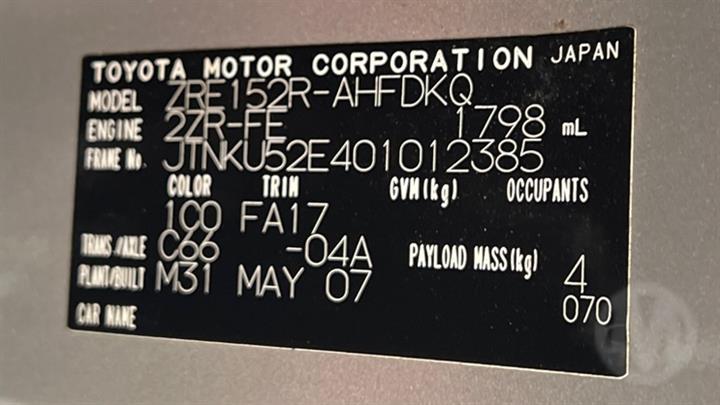 TOYOTA MOTOR CORPORATION JAPAN
MODEL ZRE152R-AHFDKQ
ENGINE 2ZR-FE 1798 mL
FRAME No. JTNKU52E401012385
COLOR TRIM GVM(kg) OCCUPANTS
1C0 FA17
TRANS/AXLE C66 -04A PAYLOAD MASS(kg) 4
PLANT/BUILT M31 MAY 07 070
CAR NAME